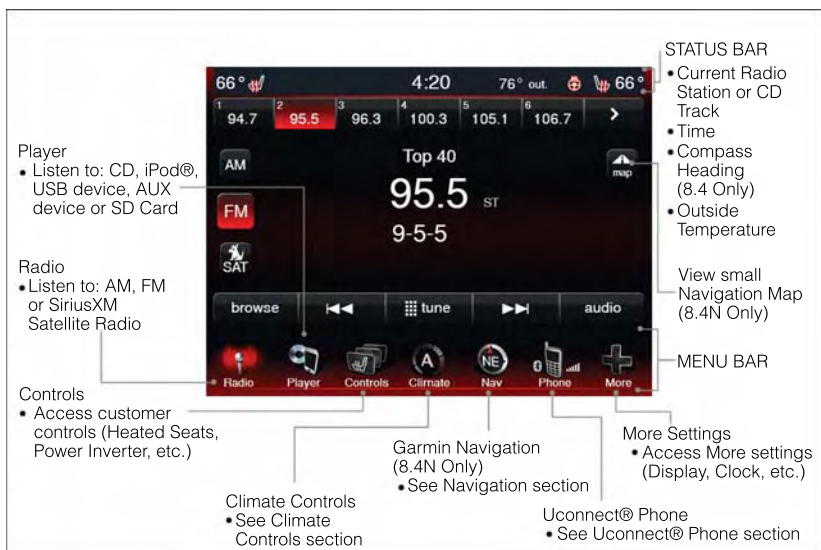 STATUS BAR
• Current Radio
Station or CD
Track
• Time
• Compass
Heading
(8.4 Only)
• Outside
Temperature
66°
4:20
76° out.
66°
1 94.7
2 95.5
3 96.3
4 100.3
5 105.1
6 106.7
>
AM
Top 40
map
FM
95.5 ST
9-5-5
SAT
browse
tune
audio
A
NE
Radio
Player
Controls
Climate
Nav
Phone
More
Player
• Listen to: CD, iPod®,
USB device, AUX
device or SD Card
Radio
• Listen to: AM, FM
or SiriusXM
Satellite Radio
View small
Navigation Map
(8.4N Only)
MENU BAR
Controls
• Access customer
controls (Heated Seats,
Power Inverter, etc.)
Climate Controls
• See Climate
Controls section
Garmin Navigation
(8.4N Only)
• See Navigation section
Uconnect® Phone
• See Uconnect® Phone section
More Settings
• Access More settings
(Display, Clock, etc.)